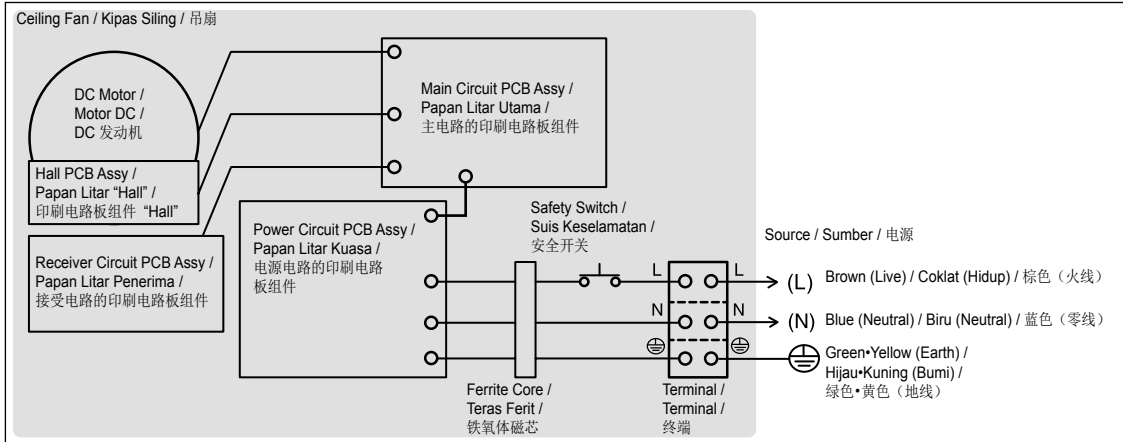 Ceiling Fan / Kipas Siling / 吊扇
DC Motor /
Motor DC /
DC 发动机
Hall PCB Assy /
Papan Litar “Hall” /
印刷电路板组件 “Hall”
Receiver Circuit PCB Assy /
Papan Litar Penerima /
接受电路的印刷电路板组件
Main Circuit PCB Assy /
Papan Litar Utama /
主电路的印刷电路板组件
Power Circuit PCB Assy /
Papan Litar Kuasa /
电源电路的印刷电路
板组件
Safety Switch /
Suis Keselamatan /
安全开关
Ferrite Core /
Teras Ferit /
铁氧体磁芯
Terminal /
Terminal /
终端
L
L
N
N
Source / Sumber / 电源
(L) Brown (Live) / Coklat (Hidup) / 棕色（火线）
(N) Blue (Neutral) / Biru (Neutral) / 蓝色（零线）
Green•Yellow (Earth) /
Hijau•Kuning (Bumi) /
绿色•黄色（地线）